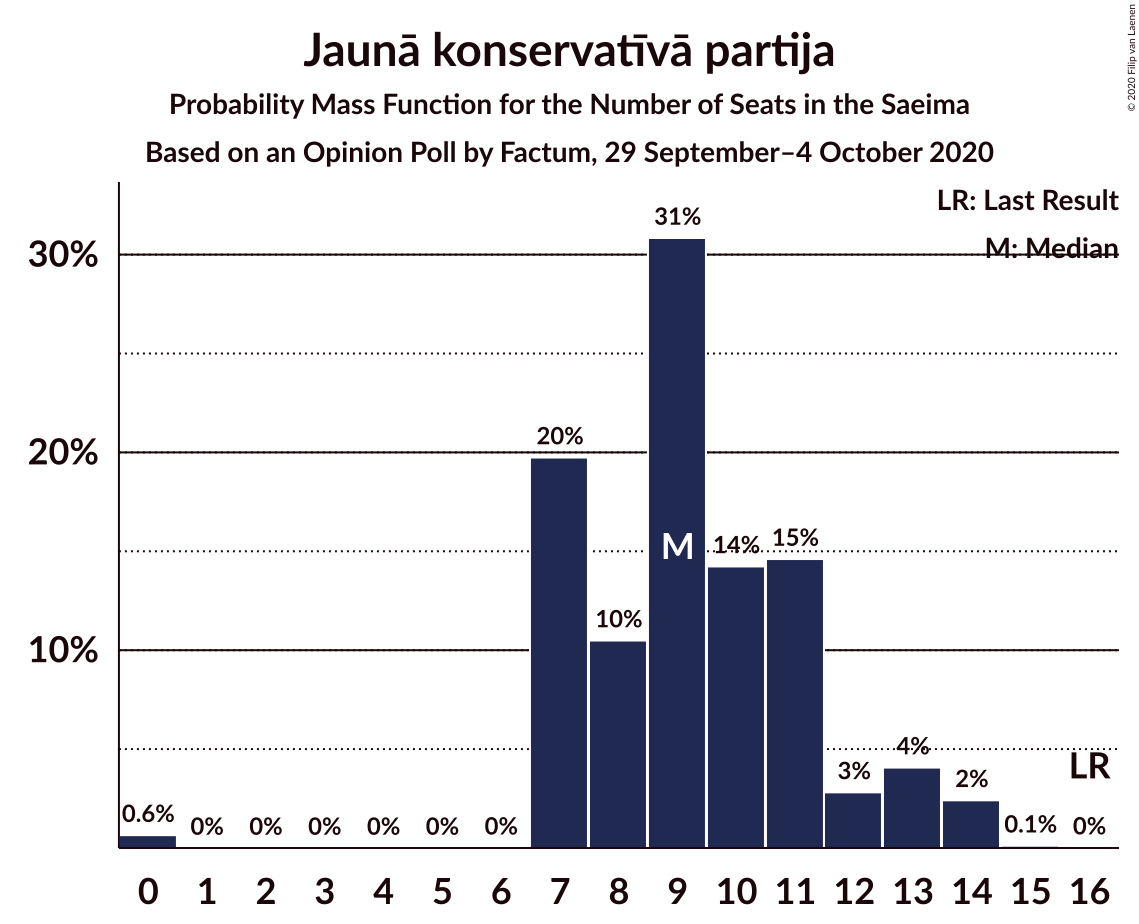 Jaunā konservatīvā partija
Probability Mass Function for the Number of Seats in the Saeima
Based on an Opinion Poll by Factum, 29 September–4 October 2020
© 2020 Filip van Laenen
LR: Last Result
M: Median
30%
20%
10%
0.6%
0%
0%
0%
0%
0%
0%
20%
10%
31%
M
14%
15%
3%
4%
2%
0.1%
0%
LR
0 1 2 3 4 5 6 7 8 9 10 11 12 13 14 15 16